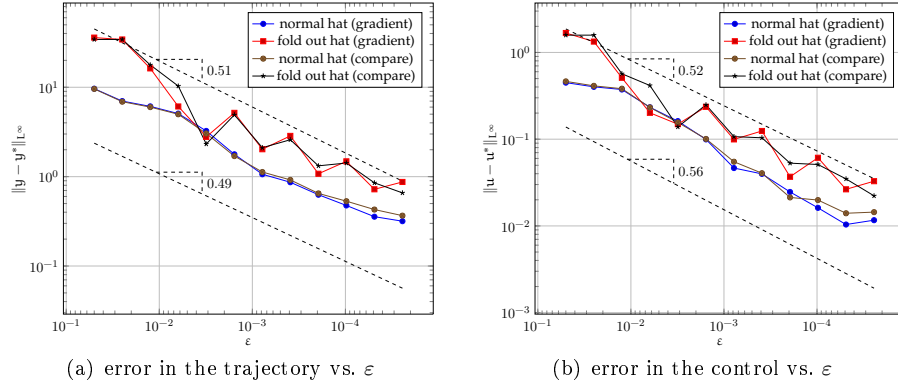 normal hat (gradient)
fold out hat (gradient)
normal hat (compare)
fold out hat (compare)
0.51
0.49
10¹
10⁰
10⁻¹
‖y − y*‖L∞
10⁻¹ 10⁻² 10⁻³ 10⁻⁴
ε
(a) error in the trajectory vs. ε
normal hat (gradient)
fold out hat (gradient)
normal hat (compare)
fold out hat (compare)
0.52
0.56
10⁰
10⁻¹
10⁻²
10⁻³
‖u − u*‖L∞
10⁻¹ 10⁻² 10⁻³ 10⁻⁴
ε
(b) error in the control vs. ε